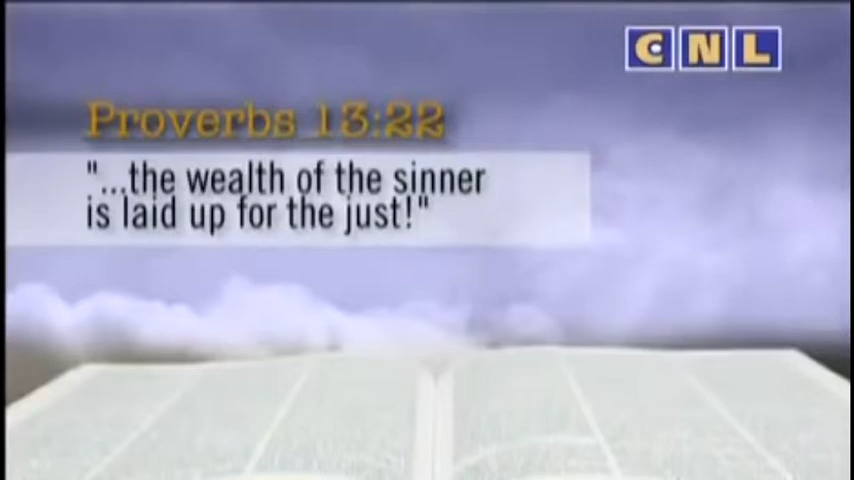 CNL
Proverbs 13:22
"...the wealth of the sinner
is laid up for the just!"